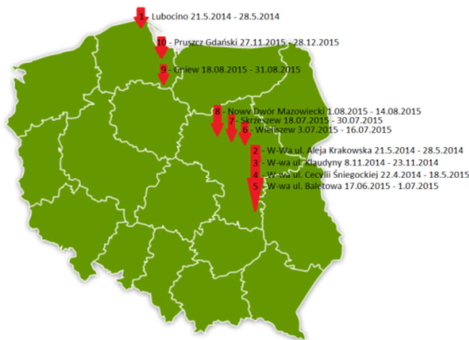 1 - Lubocino 21.5.2014 - 28.5.2014
10 - Pruszcz Gdański 27.11.2015 - 28.12.2015
9 - Gniew 18.08.2015 - 31.08.2015
8 - Nowy Dwór Mazowiecki 1.08.2015 - 14.08.2015
7 - Skrzeszew 18.07.2015 - 30.07.2015
6 - Wieliszew 3.07.2015 - 16.07.2015
2 - W-Wa ul. Aleja Krakowska 21.5.2014 - 28.5.2014
3 - W-wa ul. Klaudyny 8.11.2014 - 23.11.2014
4 - W-wa ul. Cecylii Śniegockiej 22.4.2014 - 18.5.2015
5 - W-wa ul. Baletowa 17.06.2015 - 1.07.2015